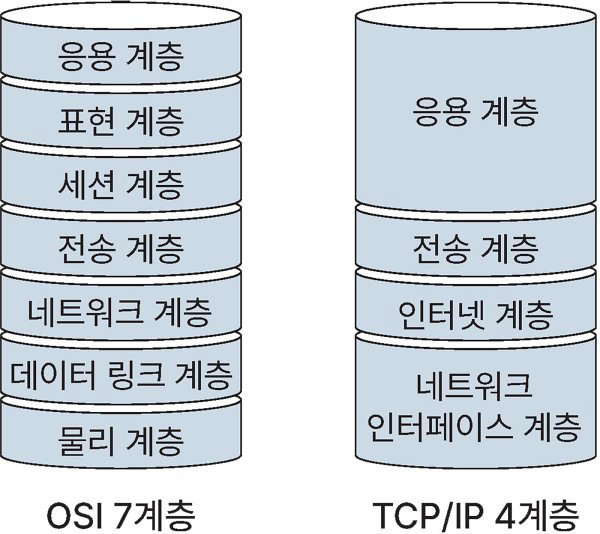 응용 계층
표현 계층
세션 계층
전송 계층
네트워크 계층
데이터 링크 계층
물리 계층
OSI 7계층
응용 계층
전송 계층
인터넷 계층
네트워크
인터페이스 계층
TCP/IP 4계층